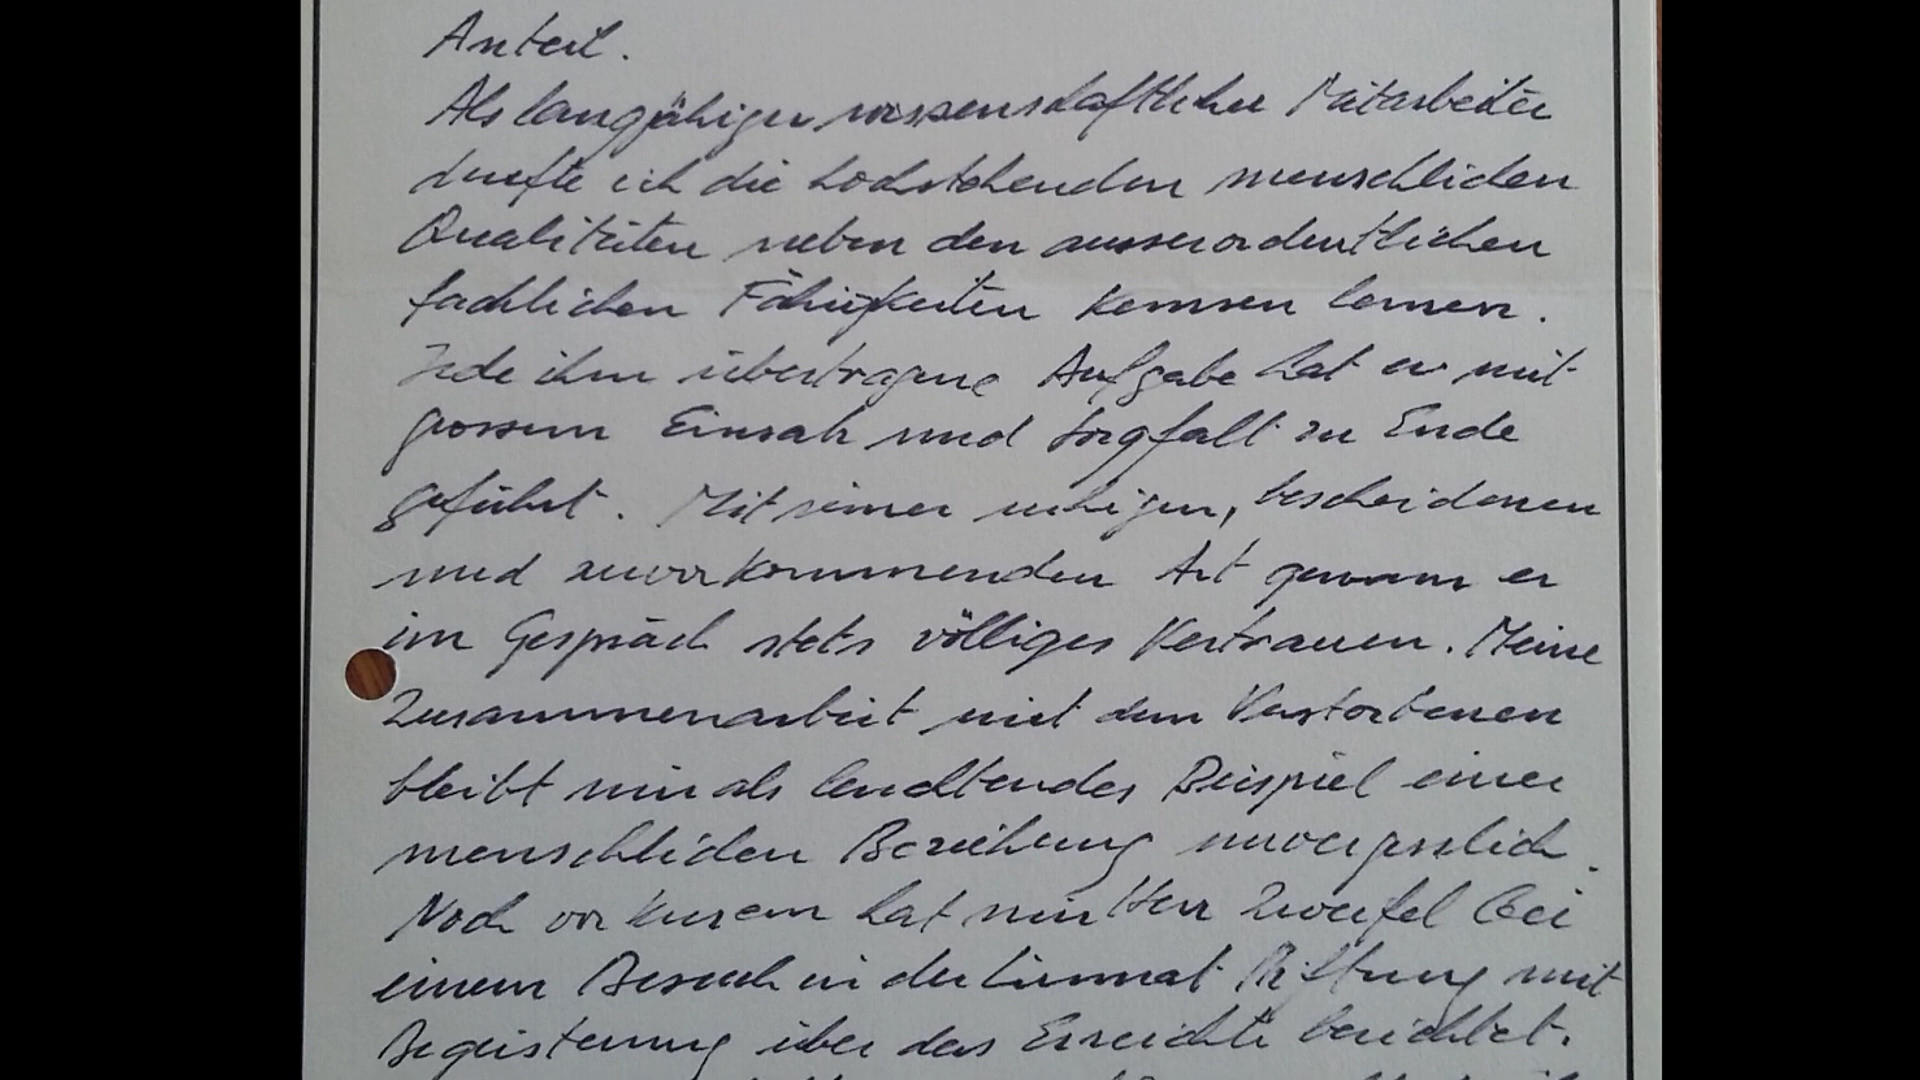 Anteil.
Als langjähiger wissenschaftlicher Mitarbeiter
durfte ich die hochstehenden menschlichen
Qualitäten neben den ausserordentlichen
fachlichen Fähigkeiten kennen lernen.
Jede ihm übertragene Aufgabe hat er mit
grossem Einsatz und Sorgfalt zu Ende
geführt. Mit seiner ruhigen, bescheidenen
und zuvorkommenden Art gewann er
im Gespräch stets völliges Vertrauen. Meine
Zusammenarbeit mit dem Verstorbenen
bleibt mir als leuchtendes Beispiel einer
menschlichen Beziehung unvergesslich.
Noch vor kurzem hat mir Herr Zweifel bei
einem Besuch in der Limmat Stiftung mit
Begeisterung über das Erreichte berichtet.